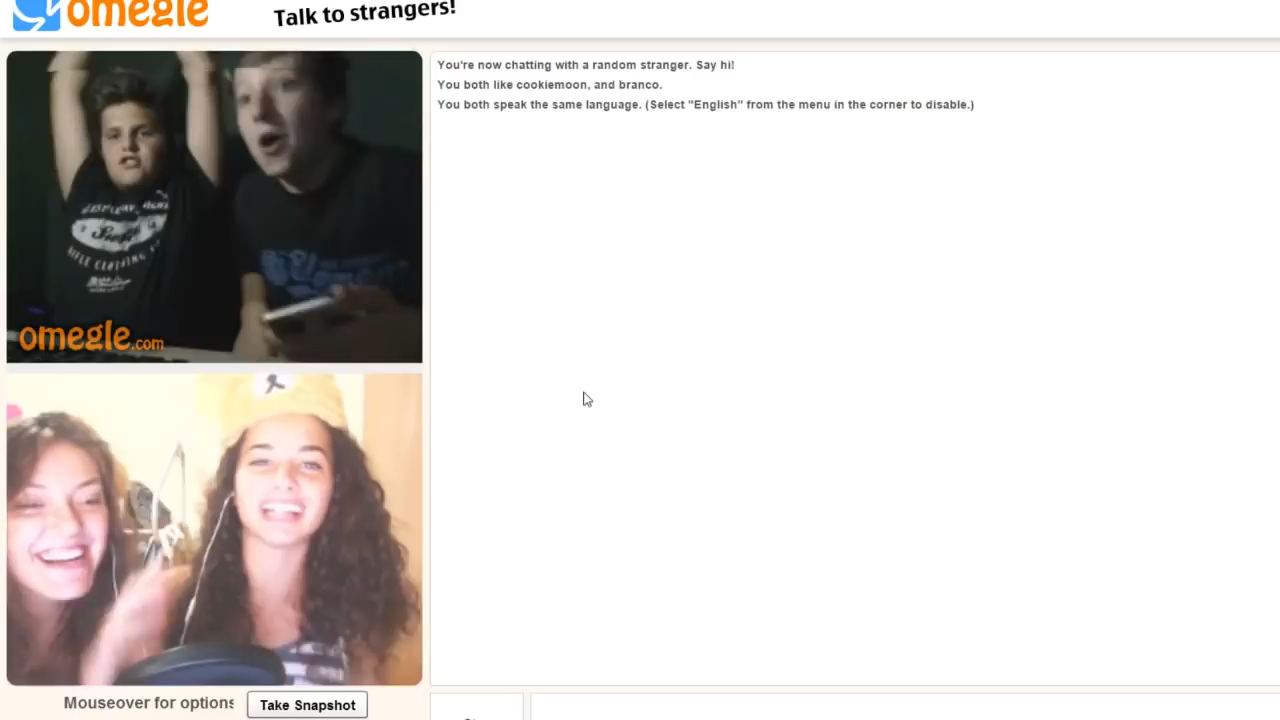 omegle
Talk to strangers!
You're now chatting with a random stranger. Say hi!
You both like cookiemoon, and branco.
You both speak the same language. (Select "English" from the menu in the corner to disable.)
omegle.com
Mouseover for options
Take Snapshot